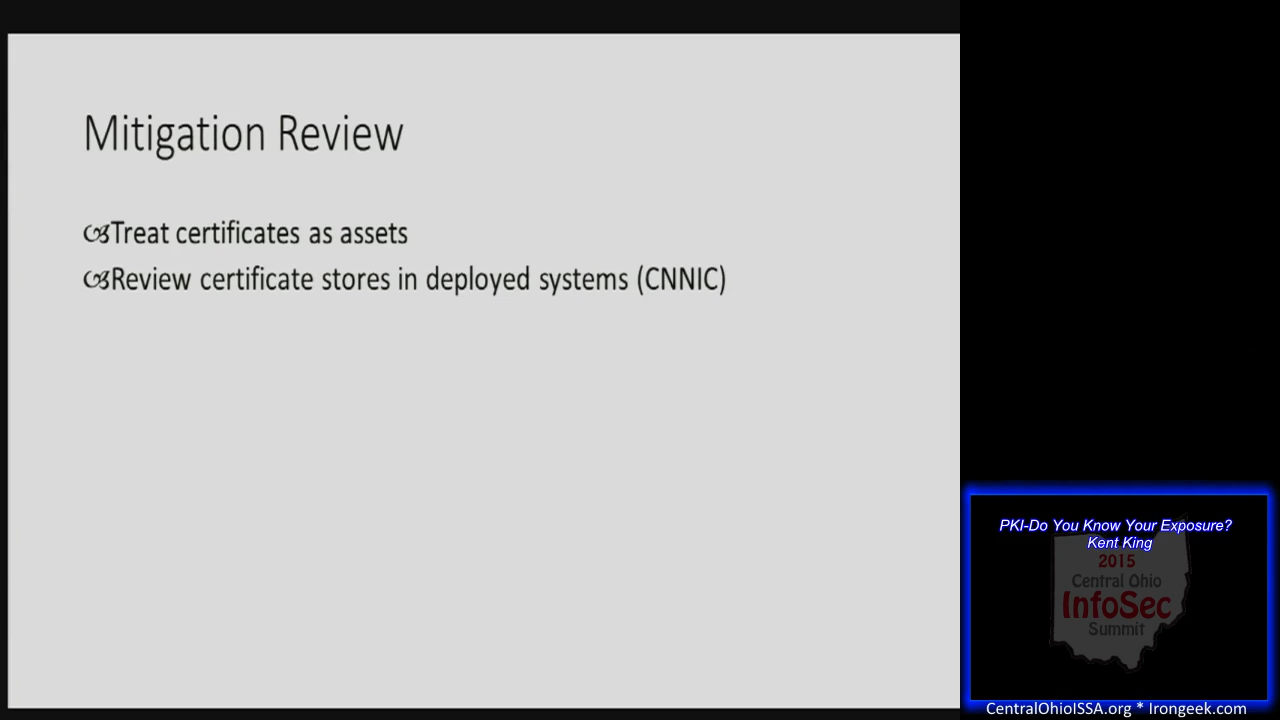 Mitigation Review
Treat certificates as assets
Review certificate stores in deployed systems (CNNIC)
PKI-Do You Know Your Exposure?
Kent King
2015
Central Ohio
InfoSec
Summit
CentralOhioISSA.org * Irongeek.com